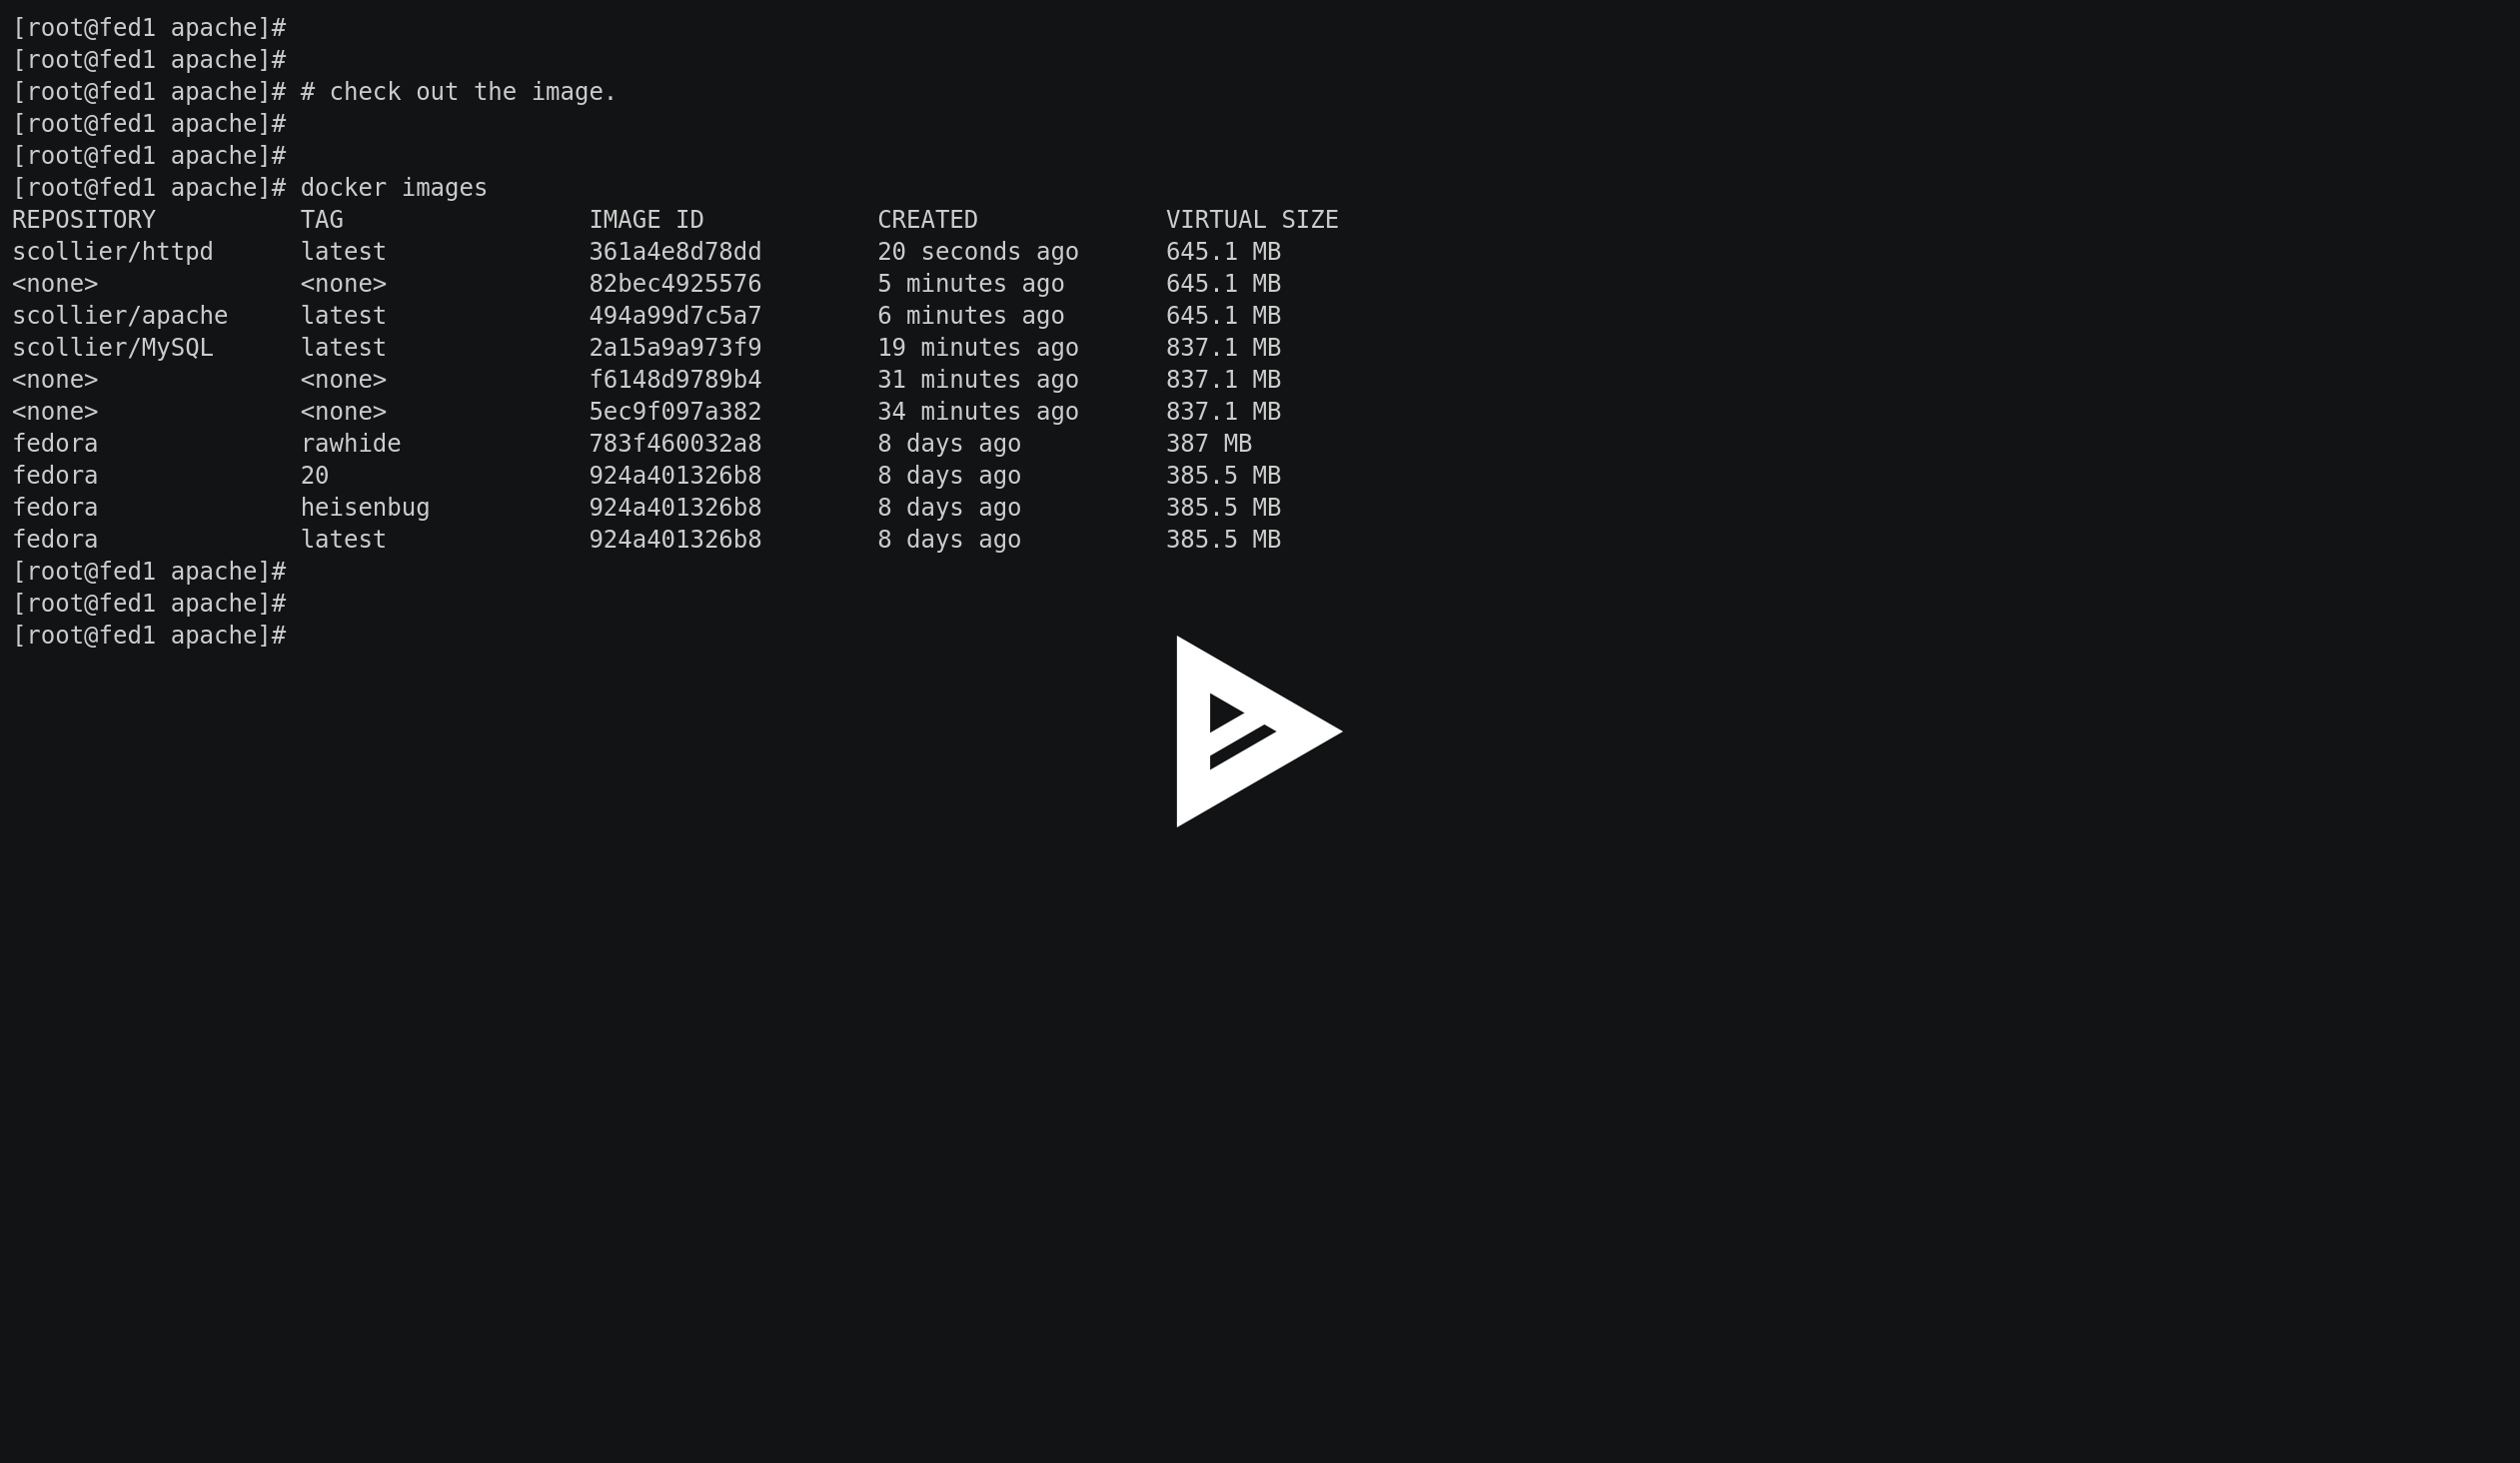 [root@fed1 apache]#
[root@fed1 apache]#
[root@fed1 apache]# # check out the image.
[root@fed1 apache]#
[root@fed1 apache]#
[root@fed1 apache]# docker images
REPOSITORY          TAG                 IMAGE ID            CREATED             VIRTUAL SIZE
scollier/httpd      latest              361a4e8d78dd        20 seconds ago      645.1 MB
<none>              <none>              82bec4925576        5 minutes ago       645.1 MB
scollier/apache     latest              494a99d7c5a7        6 minutes ago       645.1 MB
scollier/MySQL      latest              2a15a9a973f9        19 minutes ago      837.1 MB
<none>              <none>              f6148d9789b4        31 minutes ago      837.1 MB
<none>              <none>              5ec9f097a382        34 minutes ago      837.1 MB
fedora              rawhide             783f460032a8        8 days ago          387 MB
fedora              20                  924a401326b8        8 days ago          385.5 MB
fedora              heisenbug           924a401326b8        8 days ago          385.5 MB
fedora              latest              924a401326b8        8 days ago          385.5 MB
[root@fed1 apache]#
[root@fed1 apache]#
[root@fed1 apache]#